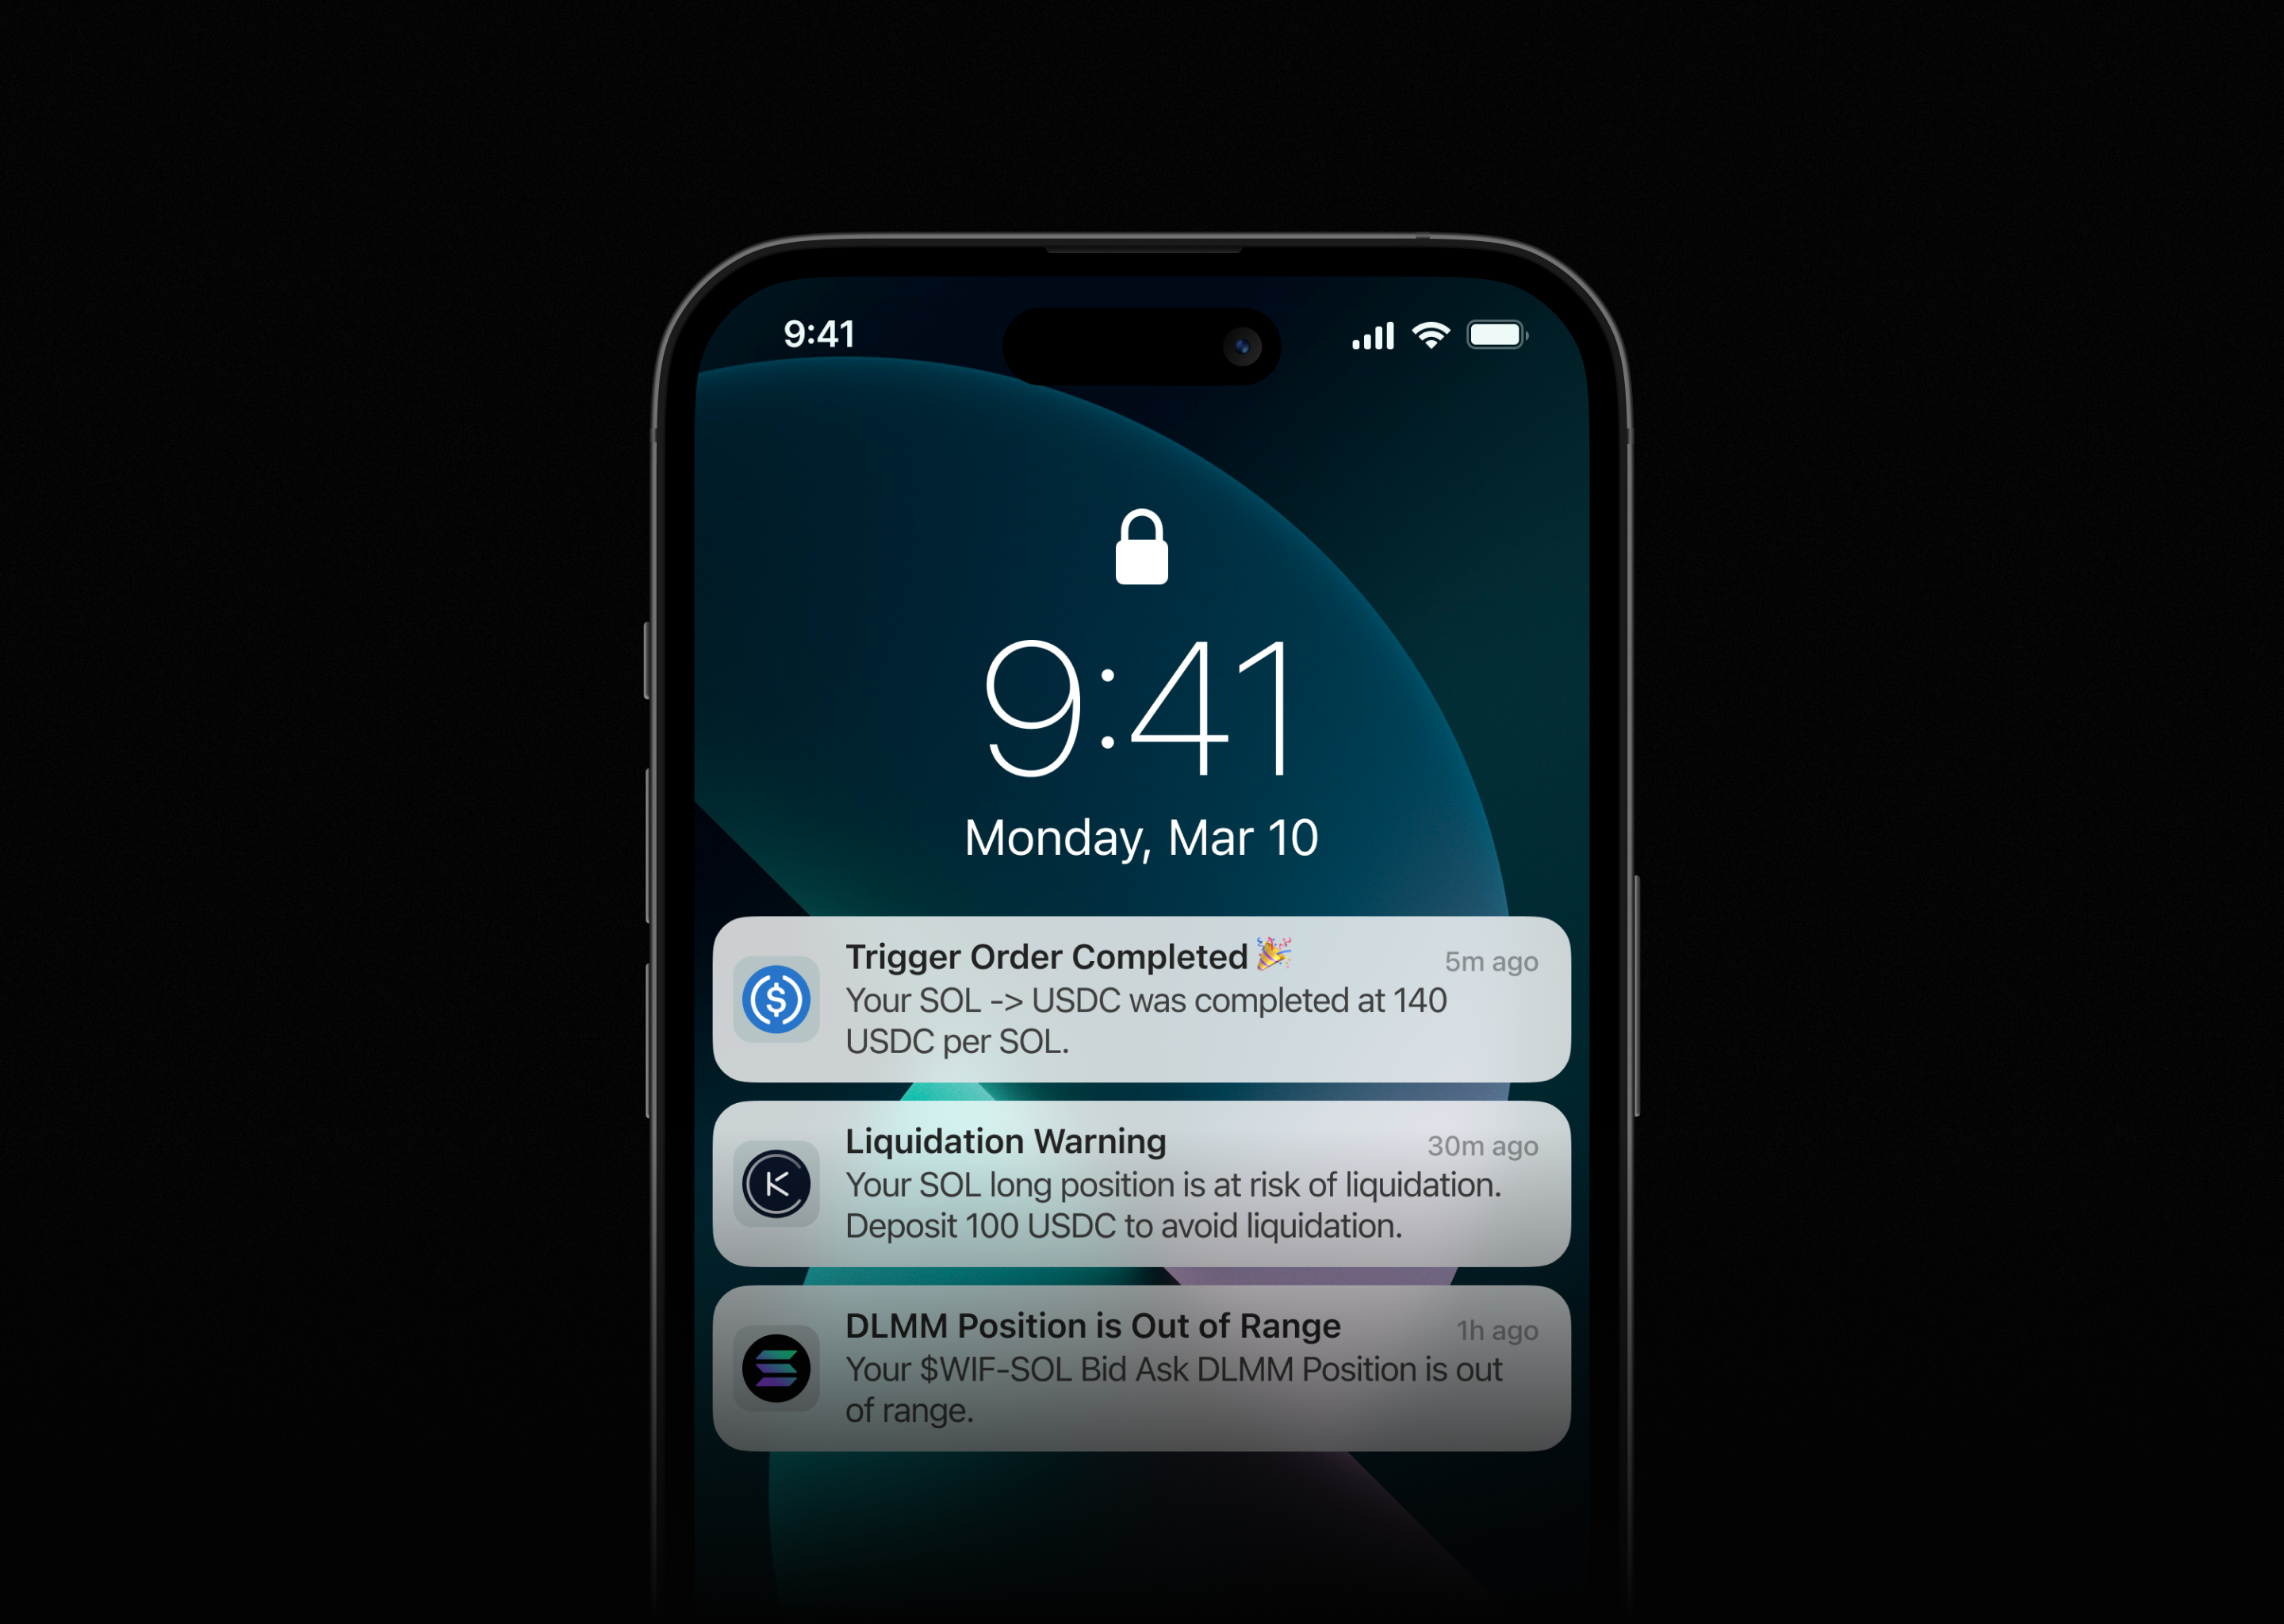 9:41
9:41
Monday, Mar 10
Trigger Order Completed 🎉
5m ago
Your SOL -> USDC was completed at 140
USDC per SOL.
Liquidation Warning
30m ago
Your SOL long position is at risk of liquidation.
Deposit 100 USDC to avoid liquidation.
DLMM Position is Out of Range
1h ago
Your $WIF-SOL Bid Ask DLMM Position is out
of range.